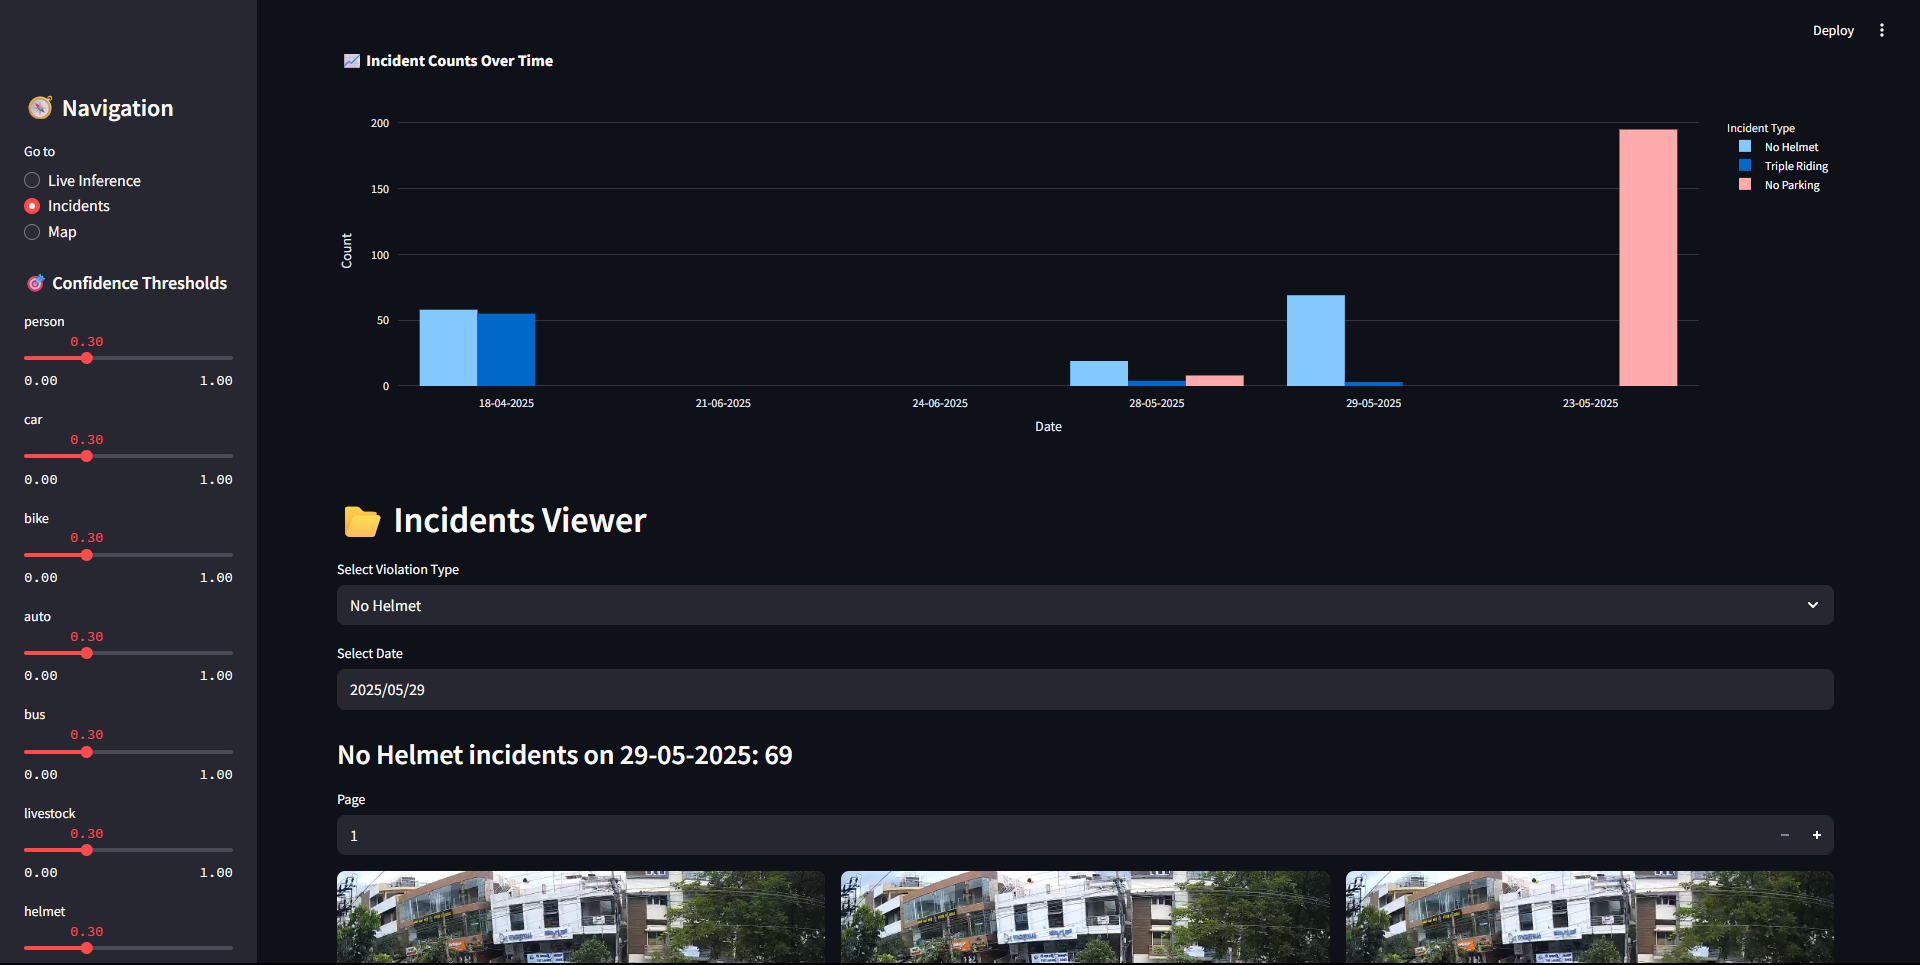 Deploy
Navigation
Go to
Live Inference
Incidents
Map
Confidence Thresholds
person
0.30
0.00 1.00
car
0.30
0.00 1.00
bike
0.30
0.00 1.00
auto
0.30
0.00 1.00
bus
0.30
0.00 1.00
livestock
0.30
0.00 1.00
helmet
0.30
Incident Counts Over Time
200
150
100
50
0
Count
18-04-2025 21-06-2025 24-06-2025 28-05-2025 29-05-2025 23-05-2025
Date
Incident Type
No Helmet
Triple Riding
No Parking
Incidents Viewer
Select Violation Type
No Helmet
Select Date
2025/05/29
No Helmet incidents on 29-05-2025: 69
Page
1